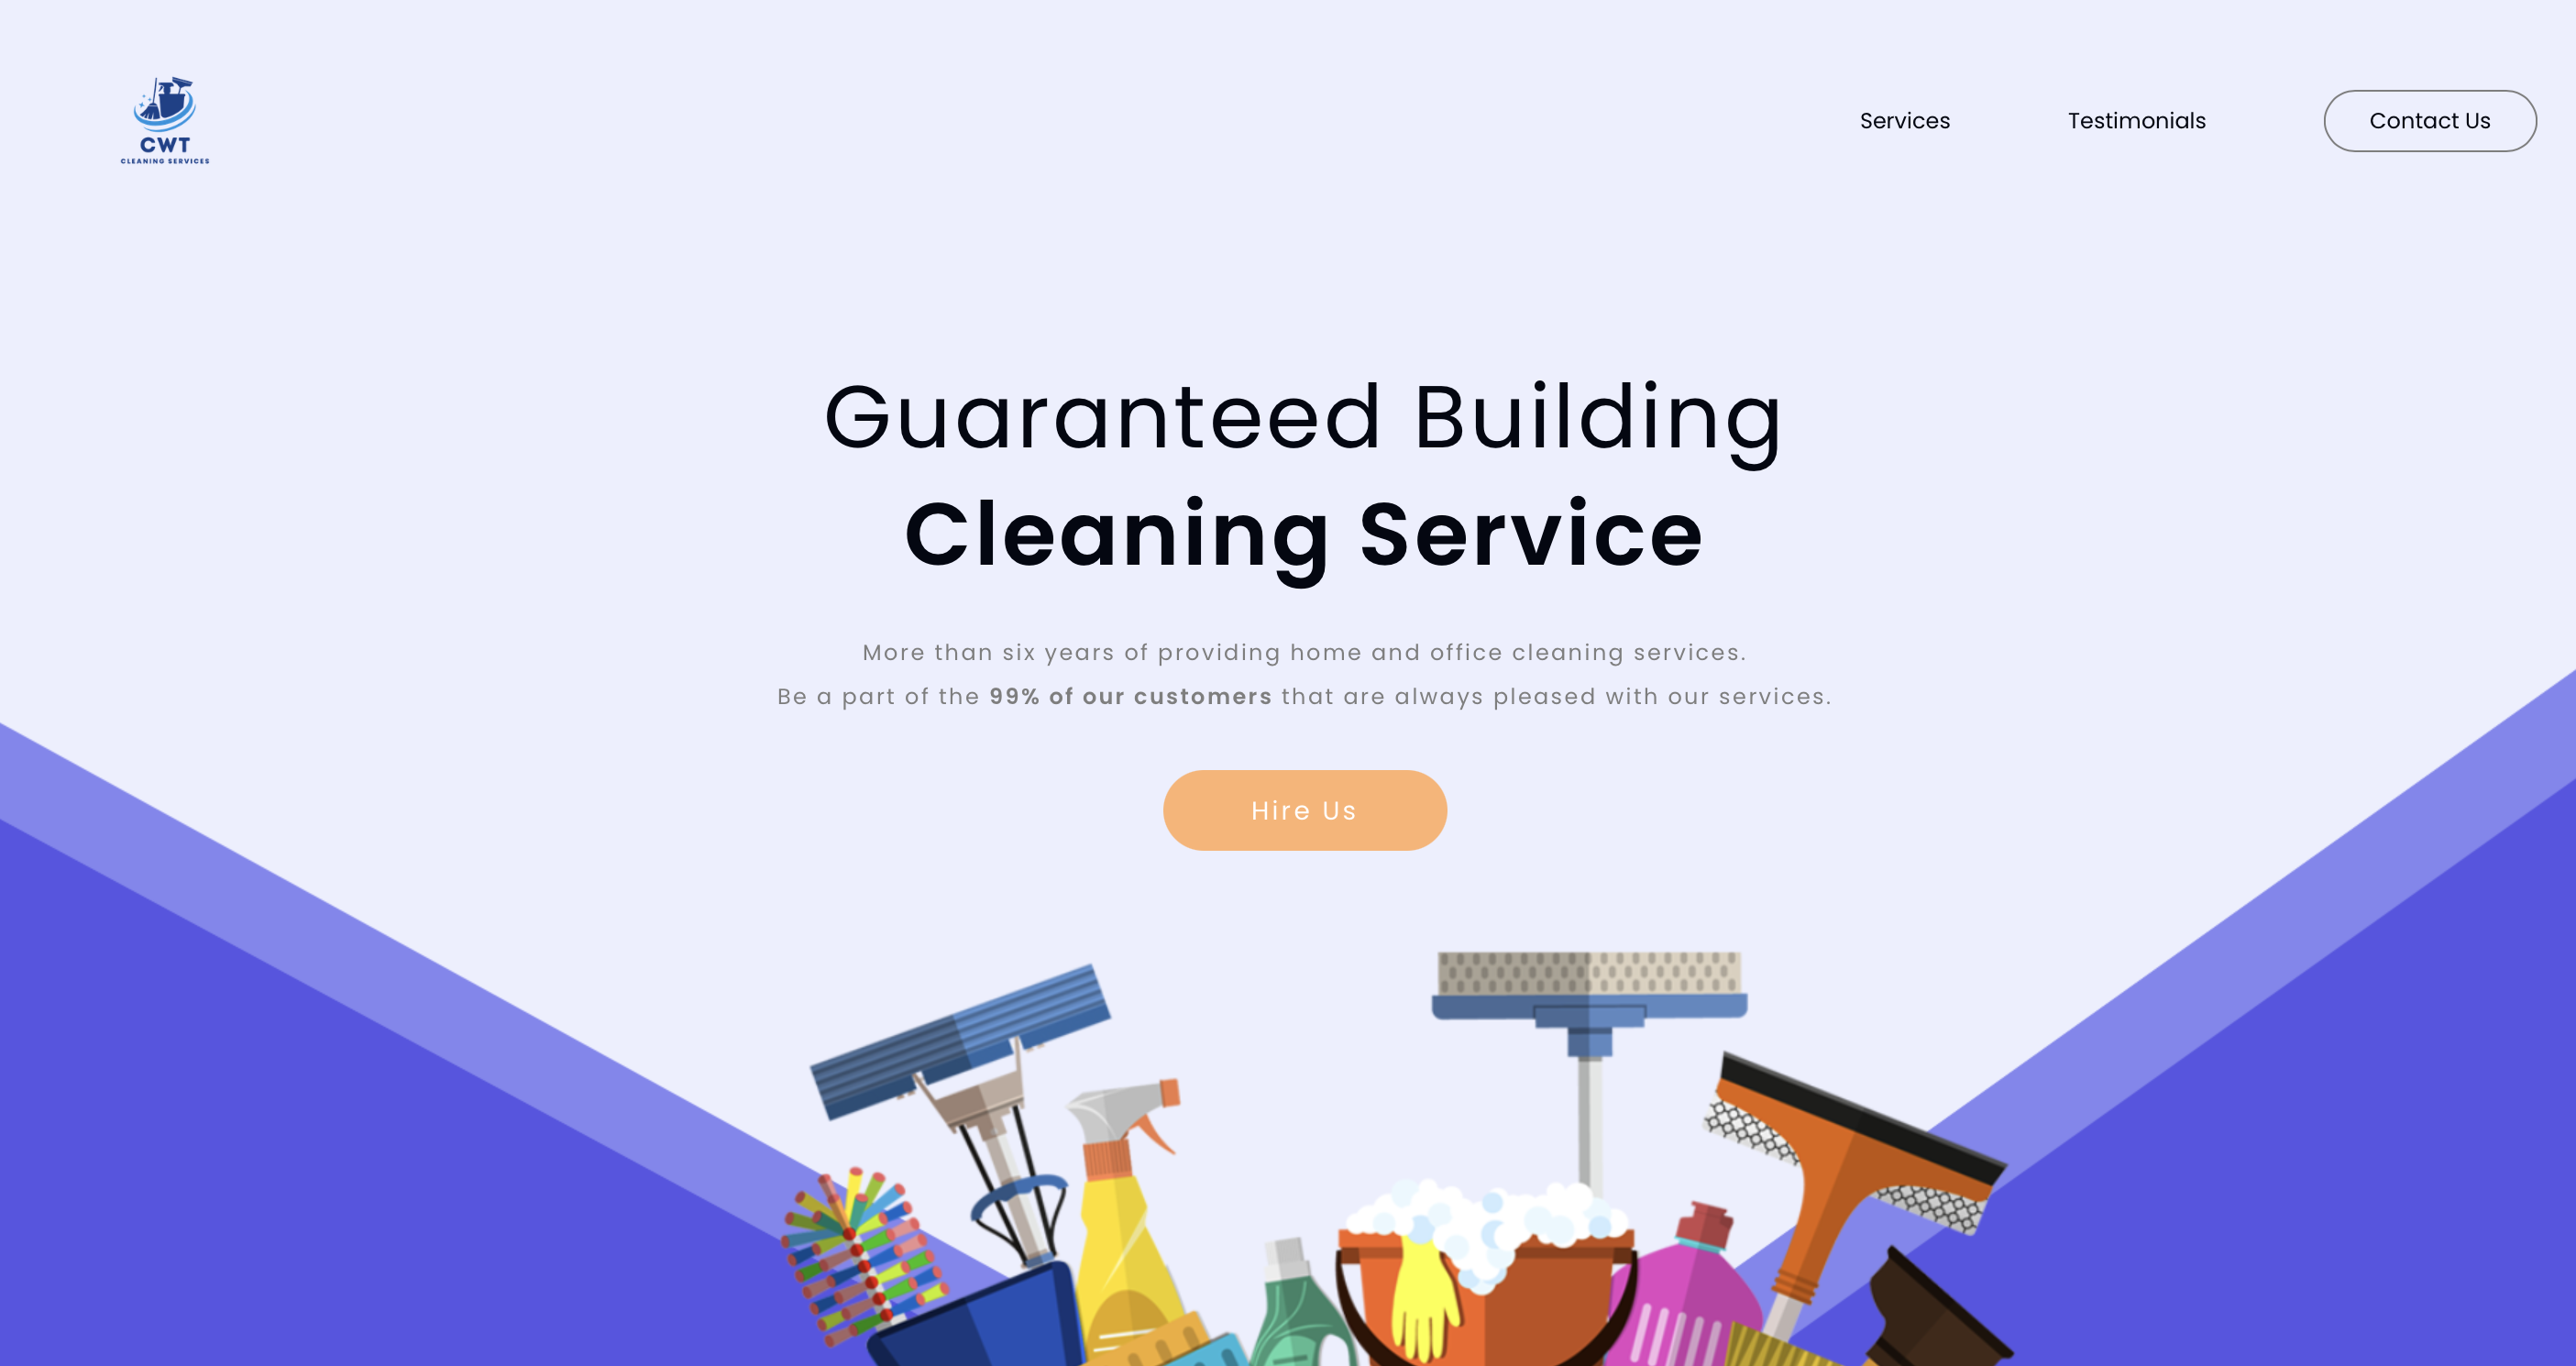 CWT
CLEANING SERVICES
Services
Testimonials
Contact Us
Guaranteed Building
Cleaning Service
More than six years of providing home and office cleaning services.
Be a part of the 99% of our customers that are always pleased with our services.
Hire Us